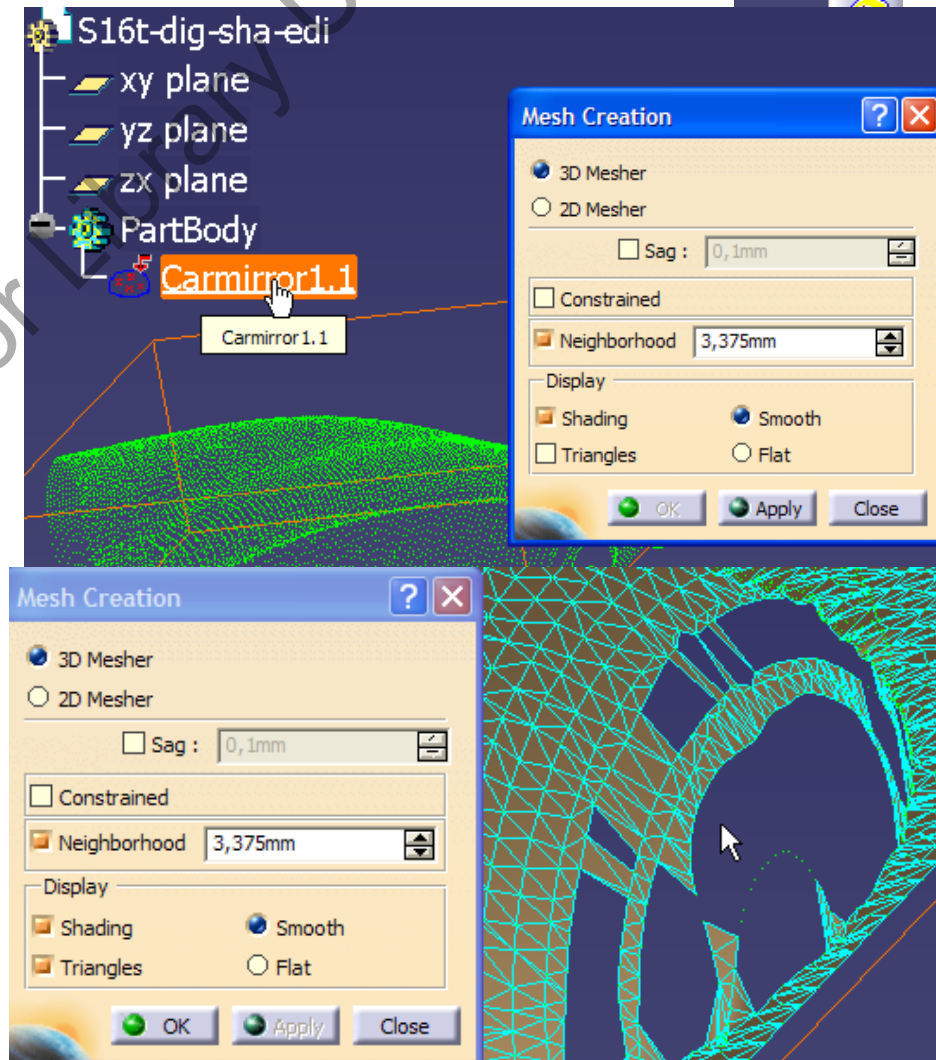 S16t-dig-sha-edi
xy plane
yz plane
zx plane
PartBody
Carmirror1.1
Carmirror1.1
Mesh Creation
3D Mesher
2D Mesher
Sag : 0,1mm
Constrained
Neighborhood 3,375mm
Display
Shading Smooth
Triangles Flat
OK Apply Close
Mesh Creation
3D Mesher
2D Mesher
Sag : 0,1mm
Constrained
Neighborhood 3,375mm
Display
Shading Smooth
Triangles Flat
OK Apply Close
or Library